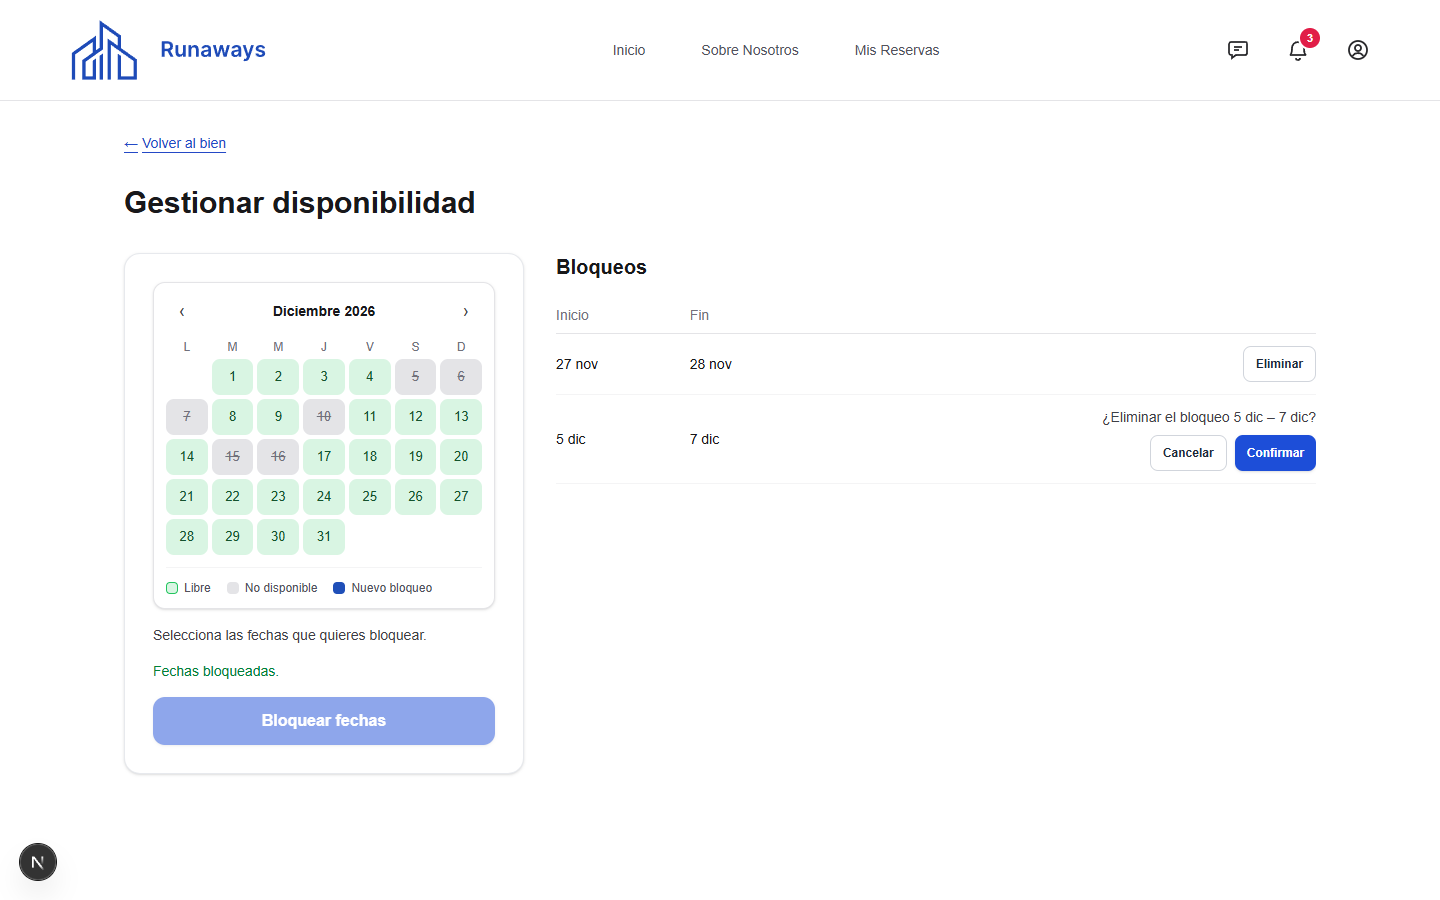 Runaways
Inicio Sobre Nosotros Mis Reservas
3
← Volver al bien
Gestionar disponibilidad
‹ Diciembre 2026 ›
L M M J V S D
1 2 3 4 5 6
7 8 9 10 11 12 13
14 15 16 17 18 19 20
21 22 23 24 25 26 27
28 29 30 31
Libre No disponible Nuevo bloqueo
Selecciona las fechas que quieres bloquear.
Fechas bloqueadas.
Bloquear fechas
Bloqueos
Inicio Fin
27 nov 28 nov Eliminar
¿Eliminar el bloqueo 5 dic – 7 dic?
5 dic 7 dic
Cancelar Confirmar
N